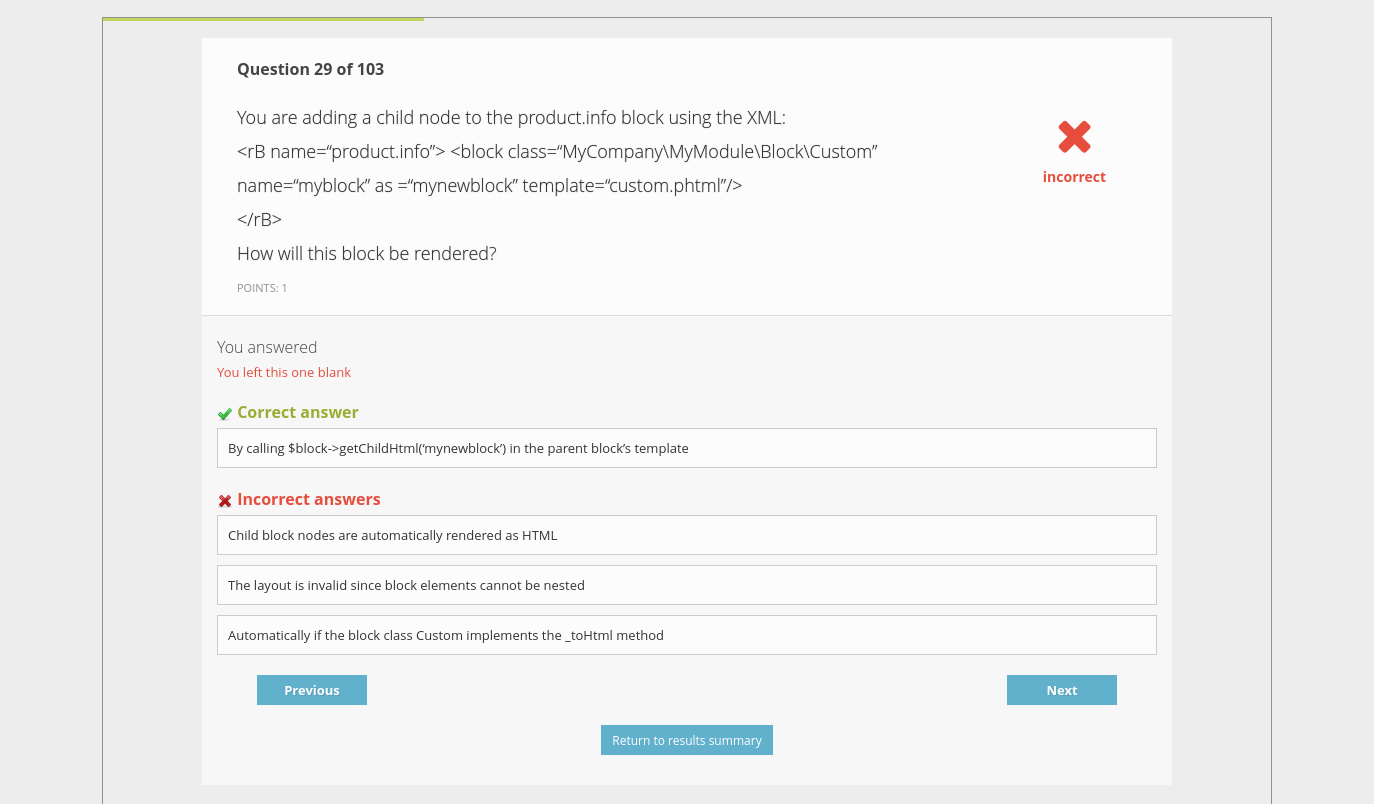 Question 29 of 103
You are adding a child node to the product.info block using the XML:
<rB name=“product.info”> <block class=“MyCompany\MyModule\Block\Custom”
name=“myblock” as =“mynewblock” template=“custom.phtml”/>
</rB>
How will this block be rendered?
incorrect
POINTS: 1
You answered
You left this one blank
Correct answer
By calling $block->getChildHtml(‘mynewblock’) in the parent block’s template
Incorrect answers
Child block nodes are automatically rendered as HTML
The layout is invalid since block elements cannot be nested
Automatically if the block class Custom implements the _toHtml method
Previous
Next
Return to results summary